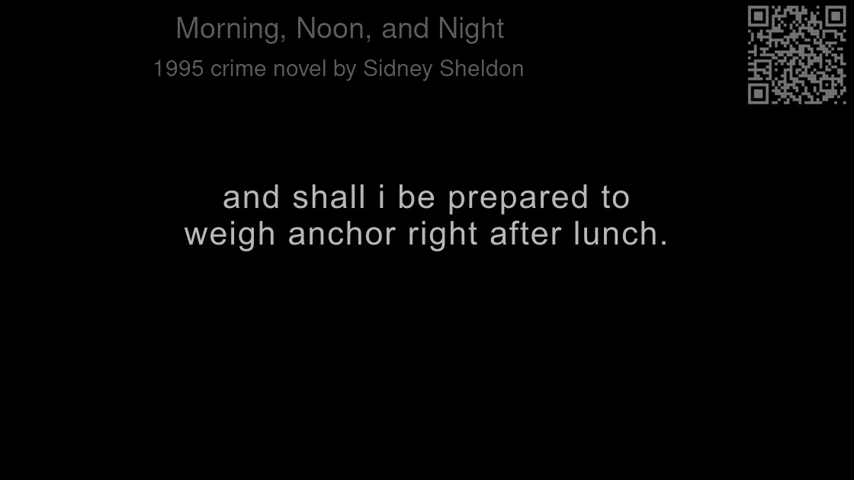 Morning, Noon, and Night
1995 crime novel by Sidney Sheldon
and shall i be prepared to
weigh anchor right after lunch.